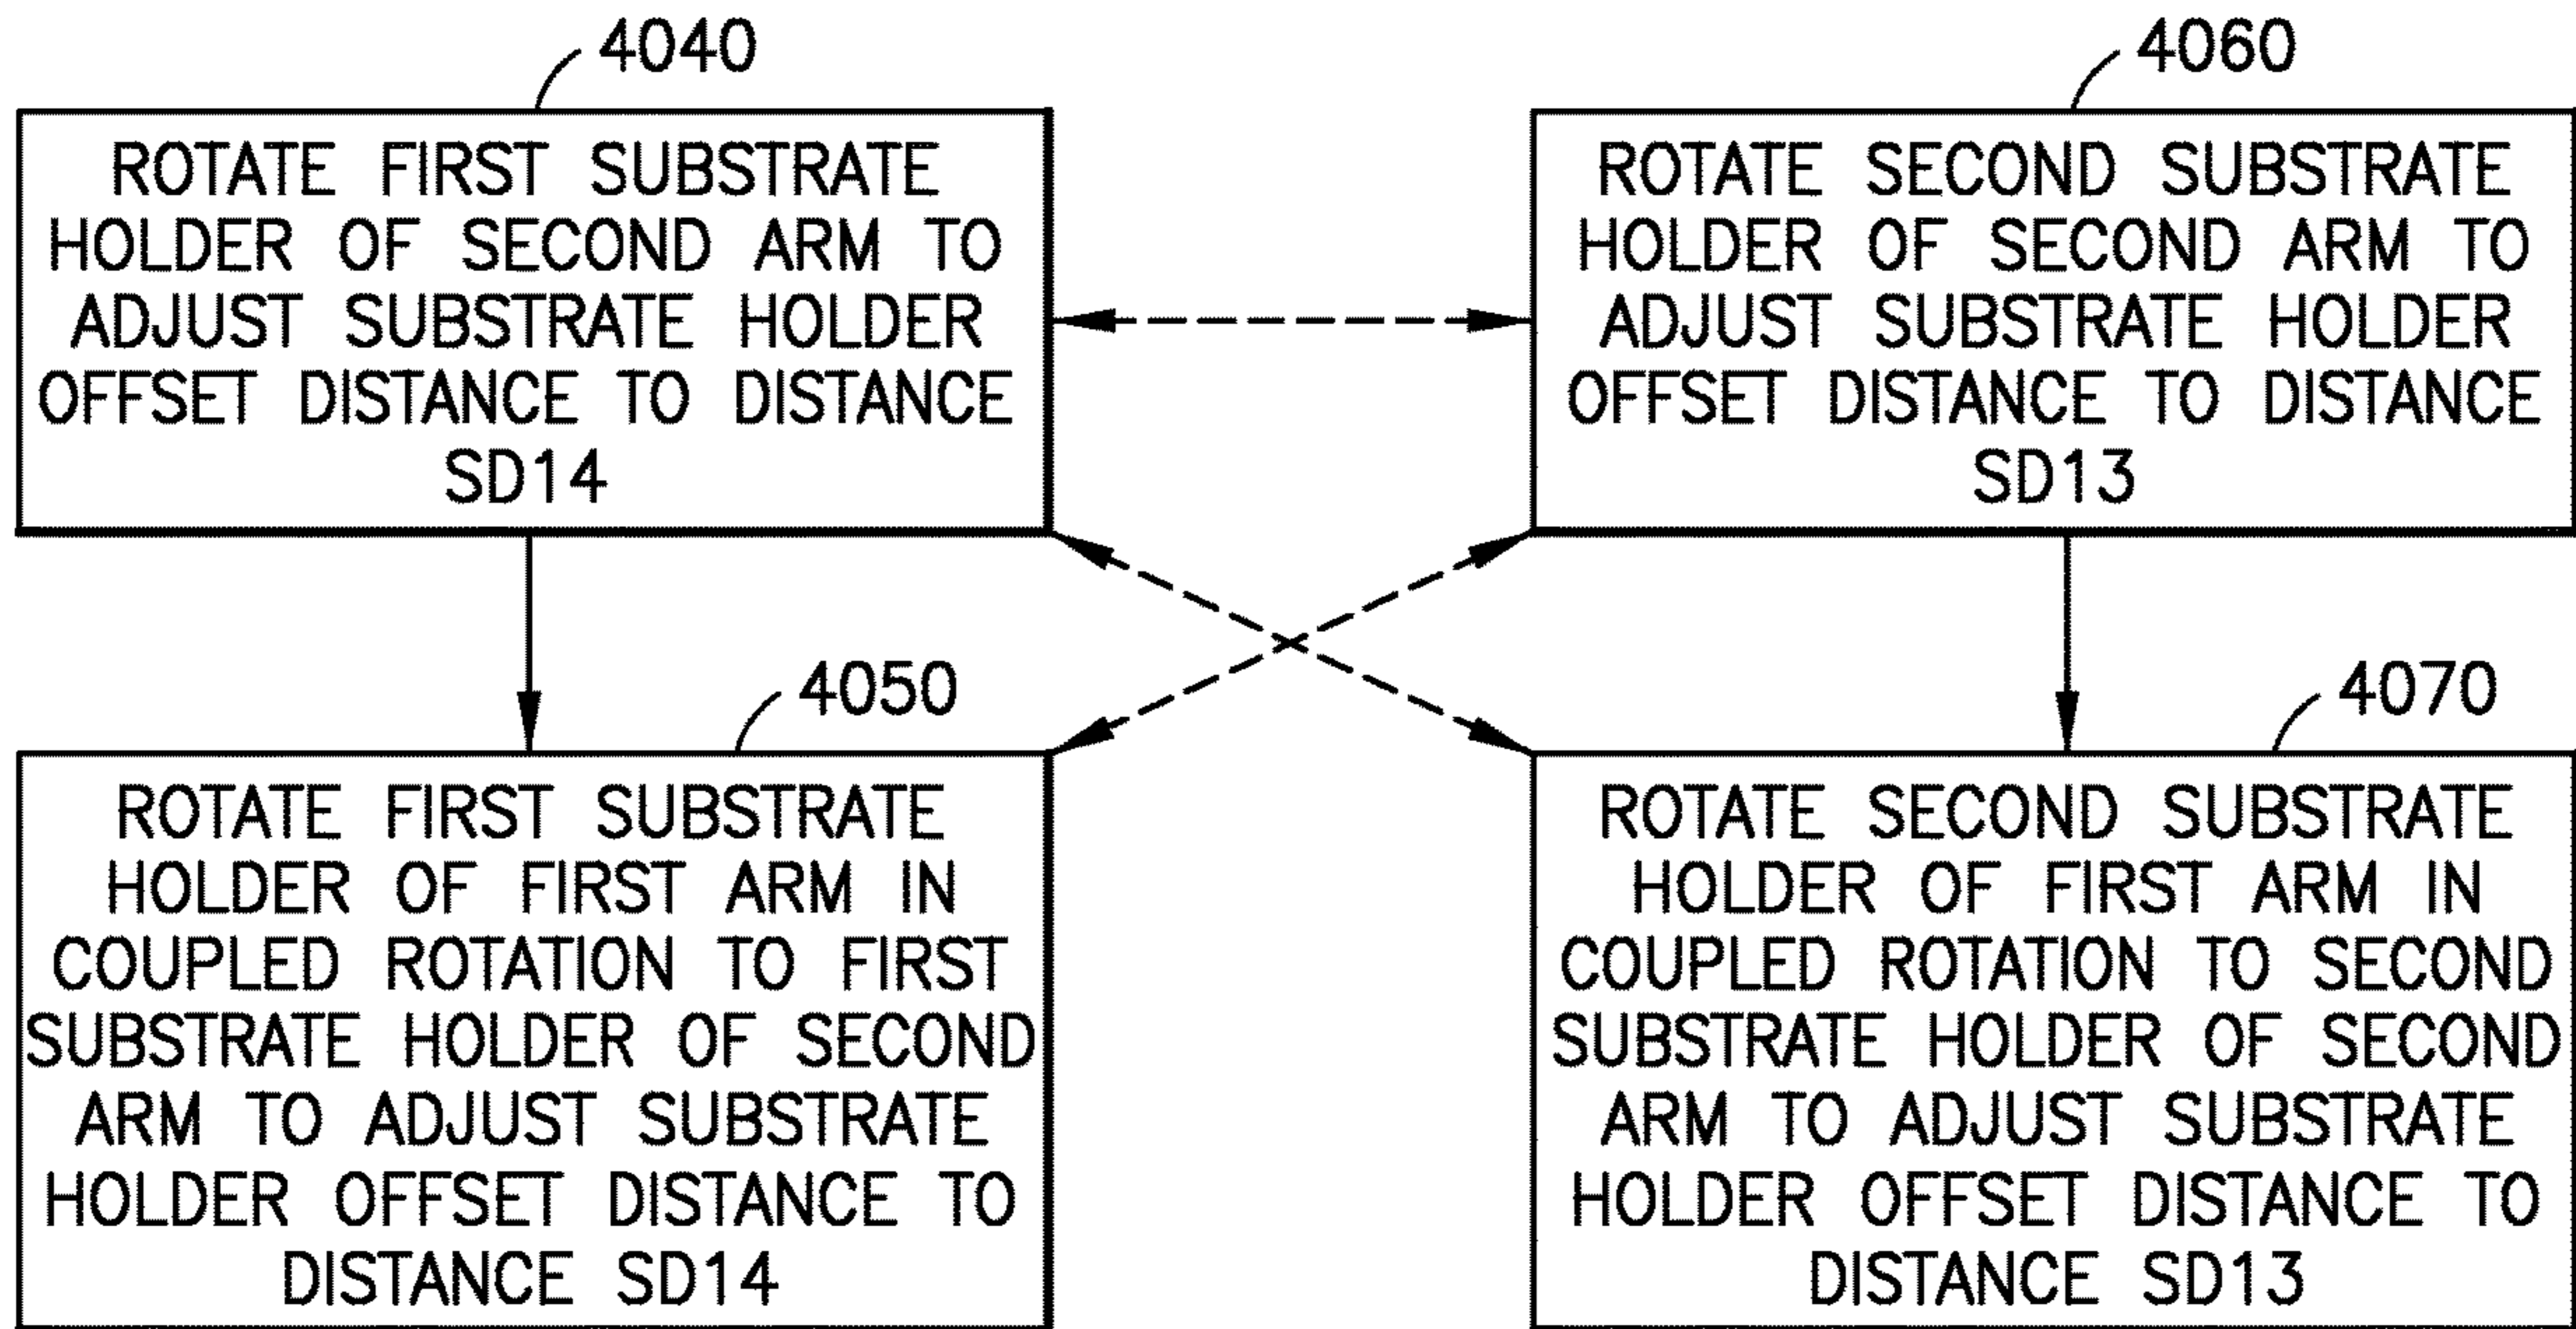 4040
ROTATE FIRST SUBSTRATE
HOLDER OF SECOND ARM TO
ADJUST SUBSTRATE HOLDER
OFFSET DISTANCE TO DISTANCE
SD14
4060
ROTATE SECOND SUBSTRATE
HOLDER OF SECOND ARM TO
ADJUST SUBSTRATE HOLDER
OFFSET DISTANCE TO DISTANCE
SD13
4050
ROTATE FIRST SUBSTRATE
HOLDER OF FIRST ARM IN
COUPLED ROTATION TO FIRST
SUBSTRATE HOLDER OF SECOND
ARM TO ADJUST SUBSTRATE
HOLDER OFFSET DISTANCE TO
DISTANCE SD14
4070
ROTATE SECOND SUBSTRATE
HOLDER OF FIRST ARM IN
COUPLED ROTATION TO SECOND
SUBSTRATE HOLDER OF SECOND
ARM TO ADJUST SUBSTRATE
HOLDER OFFSET DISTANCE TO
DISTANCE SD13